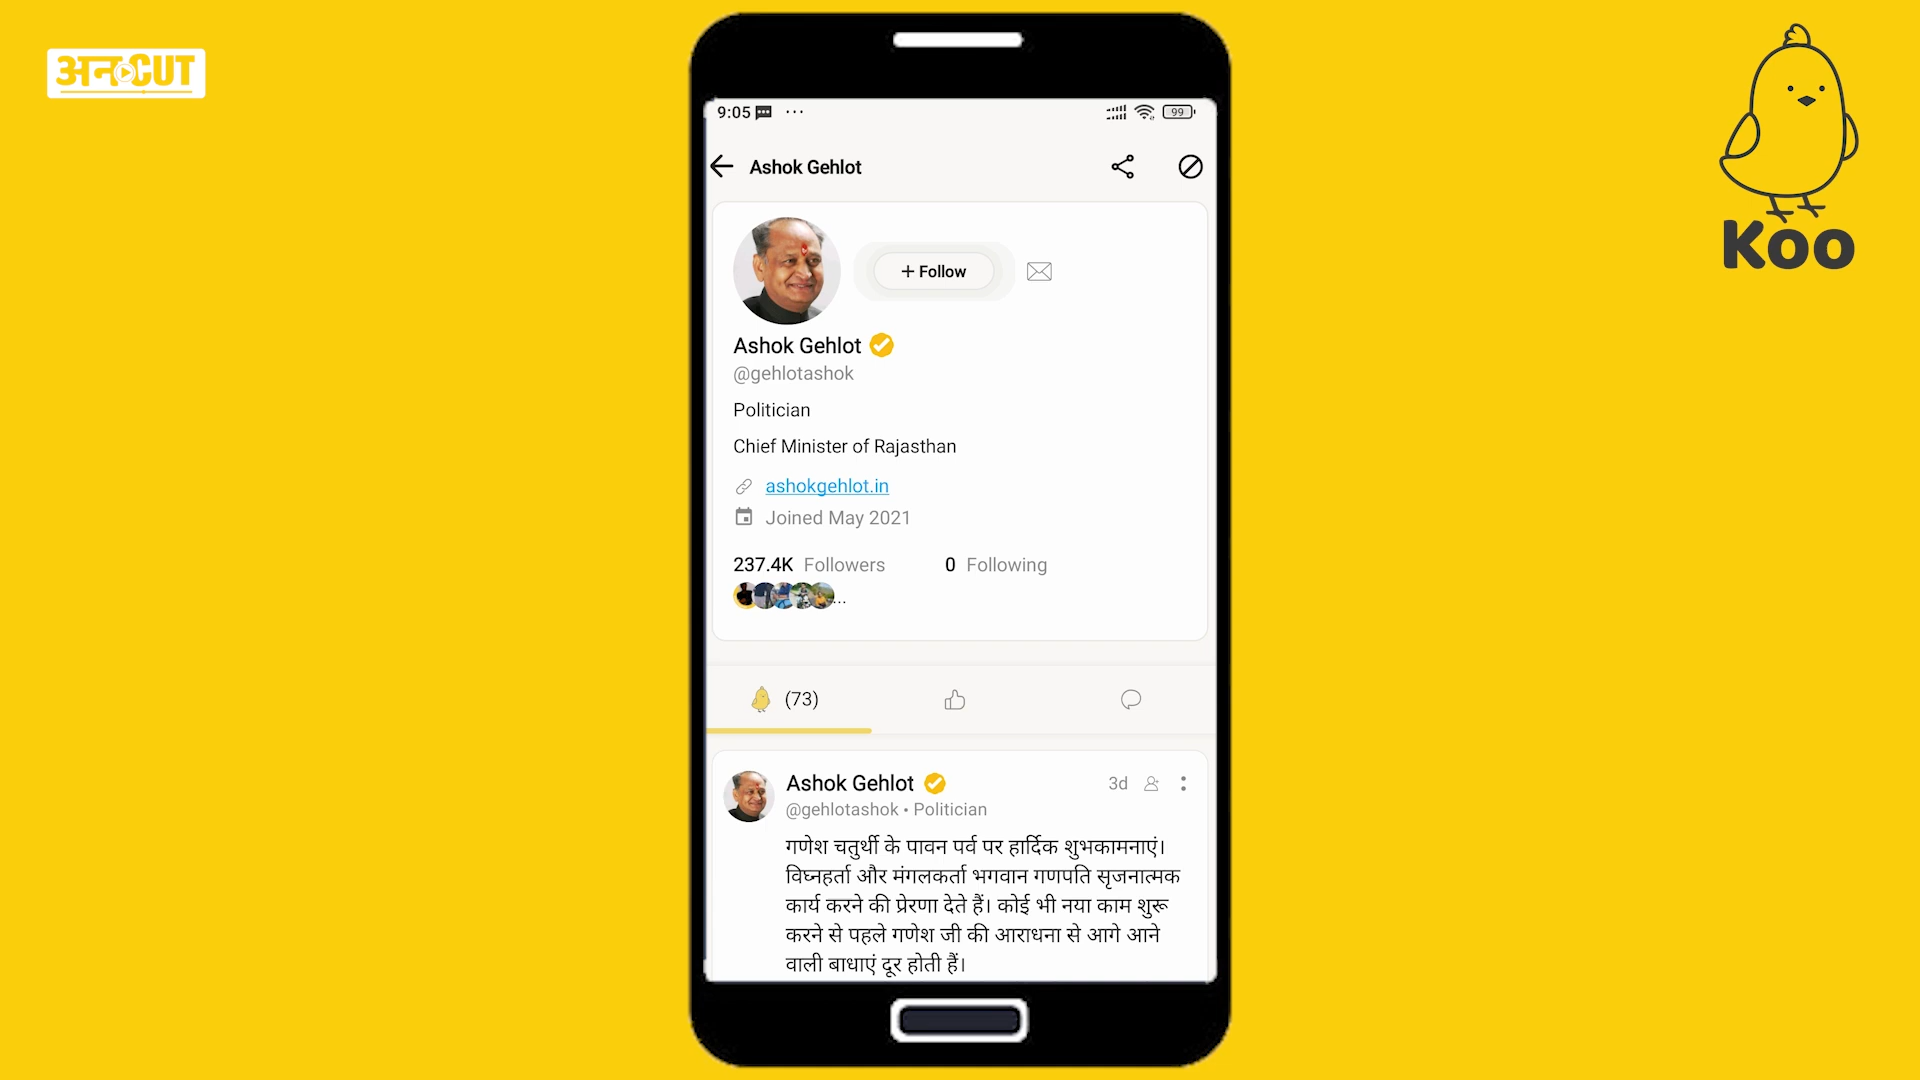 अनCUT
9:05 ...
99
Ashok Gehlot
+ Follow
Ashok Gehlot
@gehlotashok
Politician
Chief Minister of Rajasthan
ashokgehlot.in
Joined May 2021
237.4K Followers 0 Following
...
(73)
Ashok Gehlot 3d
@gehlotashok • Politician
गणेश चतुर्थी के पावन पर्व पर हार्दिक शुभकामनाएं।
विघ्नहर्ता और मंगलकर्ता भगवान गणपति सृजनात्मक
कार्य करने की प्रेरणा देते हैं। कोई भी नया काम शुरू
करने से पहले गणेश जी की आराधना से आगे आने
वाली बाधाएं दूर होती हैं।
Koo